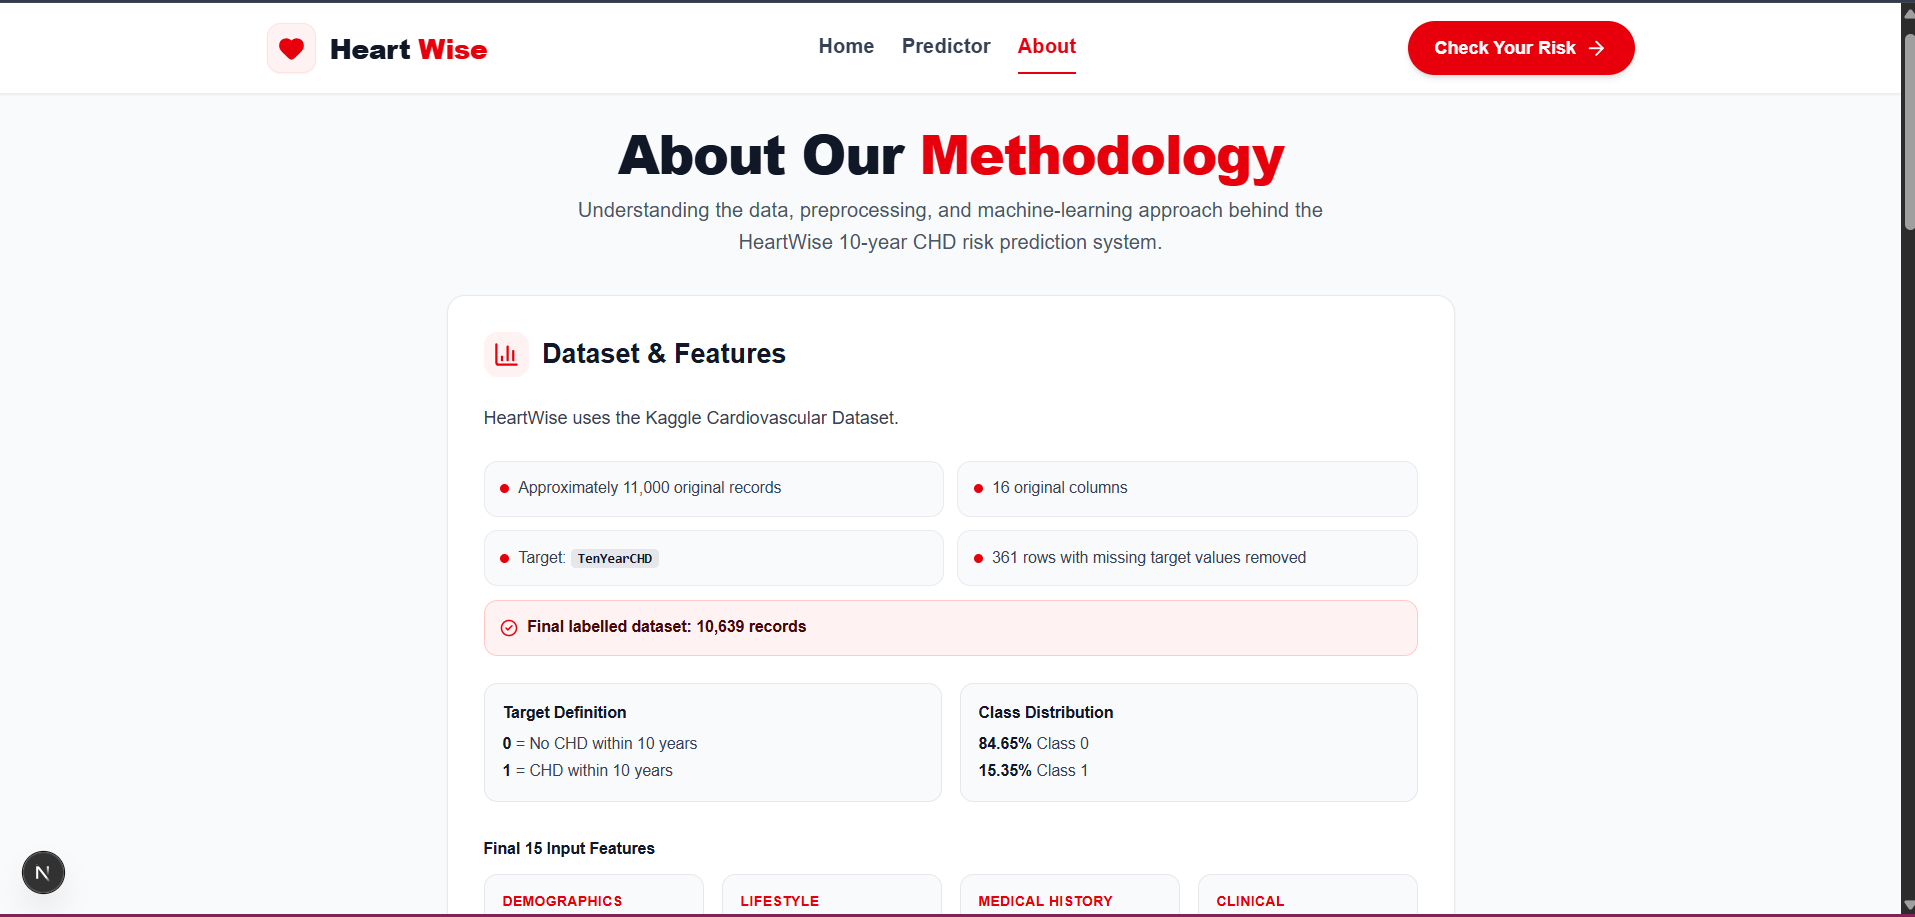 Heart Wise
Home Predictor About
Check Your Risk →
About Our Methodology
Understanding the data, preprocessing, and machine-learning approach behind the
HeartWise 10-year CHD risk prediction system.
Dataset & Features
HeartWise uses the Kaggle Cardiovascular Dataset.
Approximately 11,000 original records
16 original columns
Target: TenYearCHD
361 rows with missing target values removed
Final labelled dataset: 10,639 records
Target Definition
0 = No CHD within 10 years
1 = CHD within 10 years
Class Distribution
84.65% Class 0
15.35% Class 1
Final 15 Input Features
DEMOGRAPHICS
LIFESTYLE
MEDICAL HISTORY
CLINICAL
N